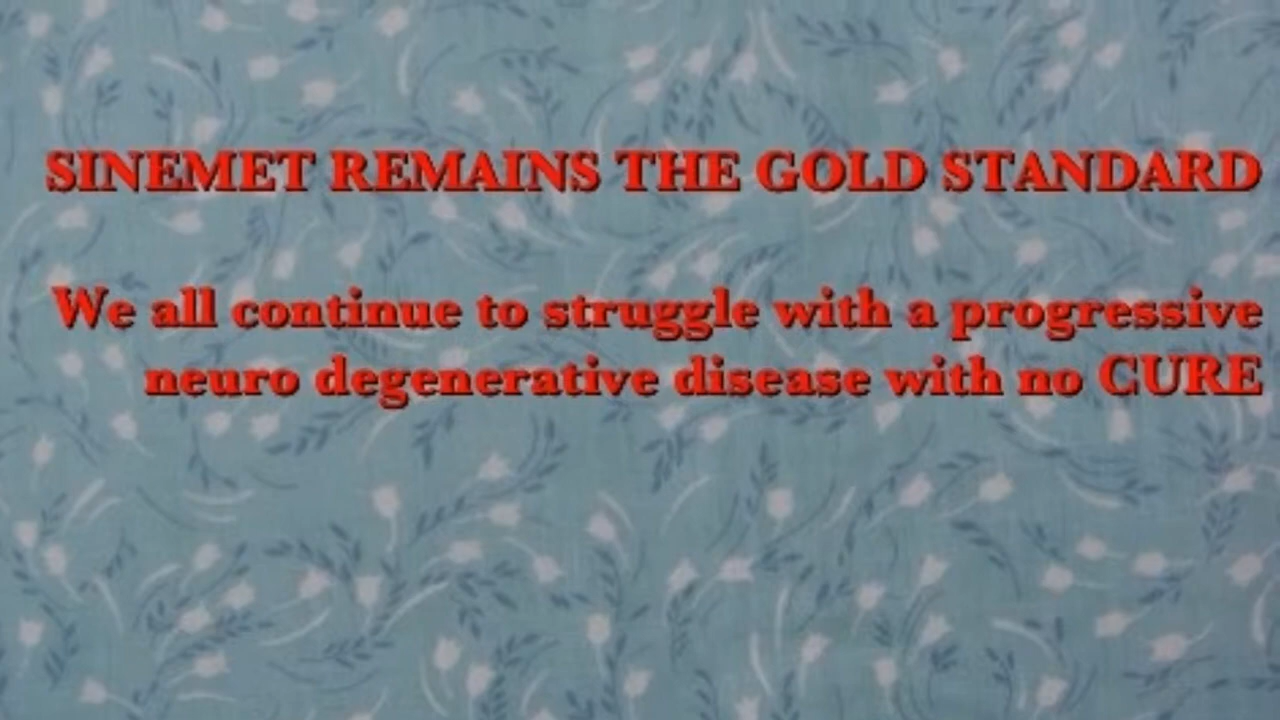 SINEMET REMAINS THE GOLD STANDARD
We all continue to struggle with a progressive
neuro degenerative disease with no CURE